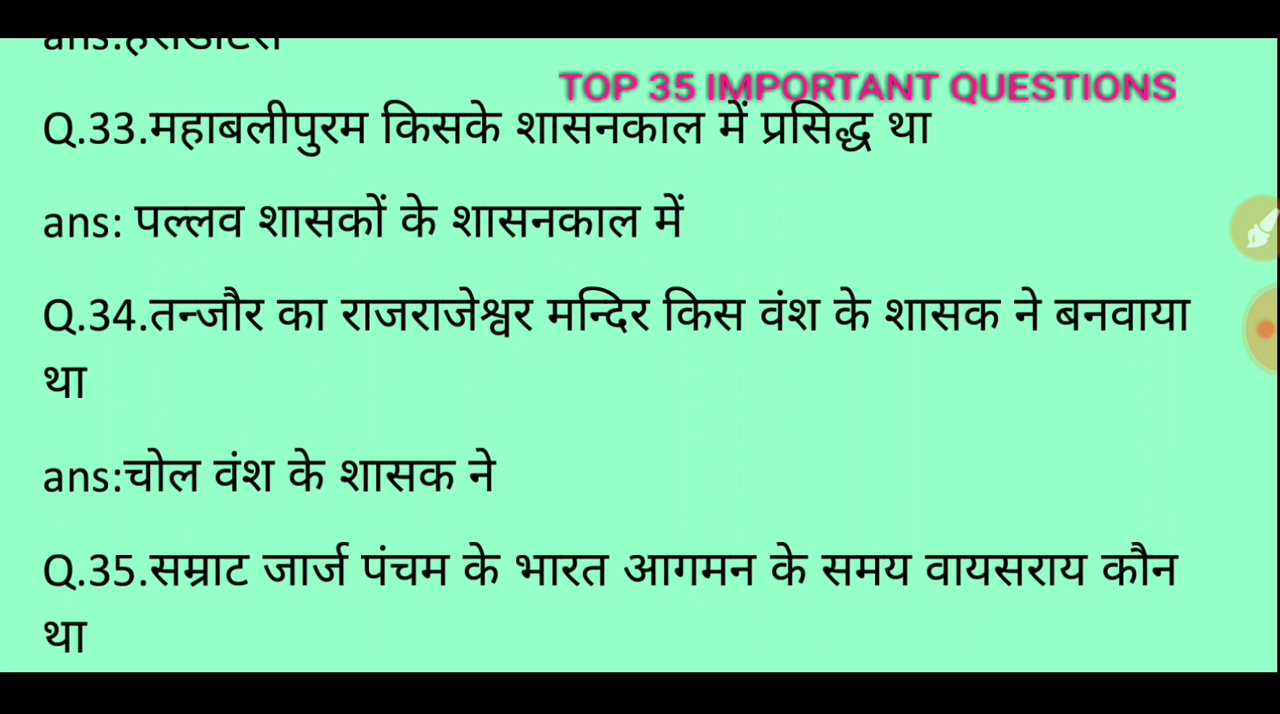 TOP 35 IMPORTANT QUESTIONS
Q.33.महाबलीपुरम किसके शासनकाल में प्रसिद्ध था
ans: पल्लव शासकों के शासनकाल में
Q.34.तन्जौर का राजराजेश्वर मन्दिर किस वंश के शासक ने बनवाया
था
ans:चोल वंश के शासक ने
Q.35.सम्राट जार्ज पंचम के भारत आगमन के समय वायसराय कौन
था